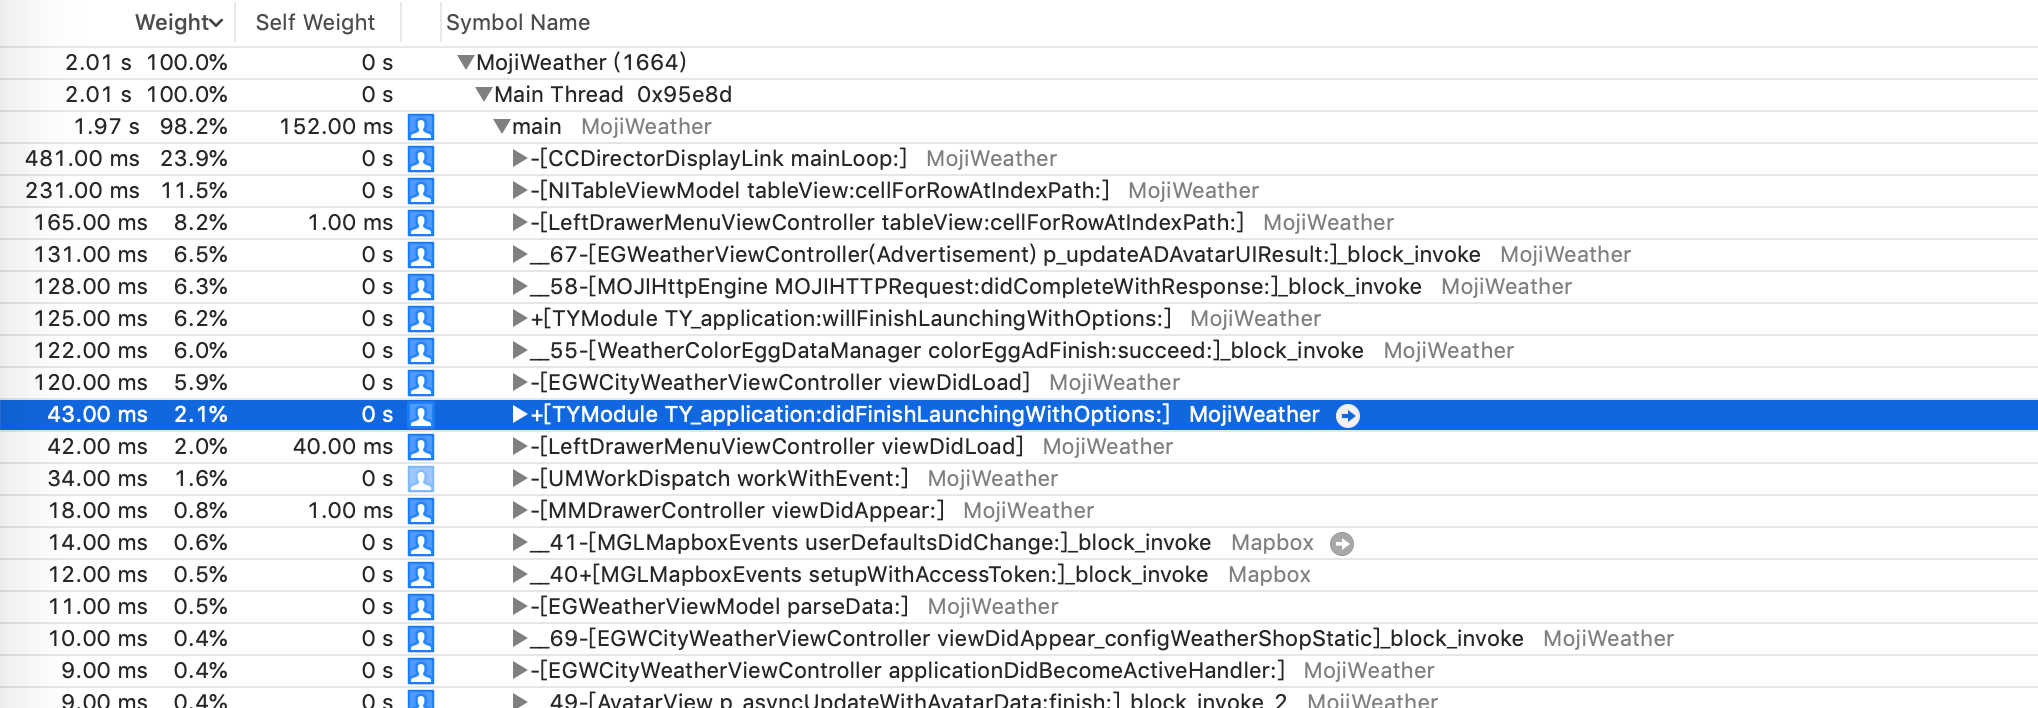 Weight Self Weight Symbol Name
2.01 s 100.0% 0 s MojiWeather (1664)
2.01 s 100.0% 0 s Main Thread 0x95e8d
1.97 s 98.2% 152.00 ms main MojiWeather
481.00 ms 23.9% 0 s -[CCDirectorDisplayLink mainLoop:] MojiWeather
231.00 ms 11.5% 0 s -[NITableViewModel tableView:cellForRowAtIndexPath:] MojiWeather
165.00 ms 8.2% 1.00 ms -[LeftDrawerMenuViewController tableView:cellForRowAtIndexPath:] MojiWeather
131.00 ms 6.5% 0 s __67-[EGWeatherViewController(Advertisement) p_updateADAvatarUIResult:]_block_invoke MojiWeather
128.00 ms 6.3% 0 s __58-[MOJIHttpEngine MOJIHTTPRequest:didCompleteWithResponse:]_block_invoke MojiWeather
125.00 ms 6.2% 0 s +[TYModule TY_application:willFinishLaunchingWithOptions:] MojiWeather
122.00 ms 6.0% 0 s __55-[WeatherColorEggDataManager colorEggAdFinish:succeed:]_block_invoke MojiWeather
120.00 ms 5.9% 0 s -[EGWCityWeatherViewController viewDidLoad] MojiWeather
43.00 ms 2.1% 0 s +[TYModule TY_application:didFinishLaunchingWithOptions:] MojiWeather
42.00 ms 2.0% 40.00 ms -[LeftDrawerMenuViewController viewDidLoad] MojiWeather
34.00 ms 1.6% 0 s -[UMWorkDispatch workWithEvent:] MojiWeather
18.00 ms 0.8% 1.00 ms -[MMDrawerController viewDidAppear:] MojiWeather
14.00 ms 0.6% 0 s __41-[MGLMapboxEvents userDefaultsDidChange:]_block_invoke Mapbox
12.00 ms 0.5% 0 s __40+[MGLMapboxEvents setupWithAccessToken:]_block_invoke Mapbox
11.00 ms 0.5% 0 s -[EGWeatherViewModel parseData:] MojiWeather
10.00 ms 0.4% 0 s __69-[EGWCityWeatherViewController viewDidAppear_configWeatherShopStatic]_block_invoke MojiWeather
9.00 ms 0.4% 0 s -[EGWCityWeatherViewController applicationDidBecomeActiveHandler:] MojiWeather
9.00 ms 0.4% 0 s __49-[AvatarView p_asyncUpdateWithAvatarData:finish:]_block_invoke_2 MojiWeather